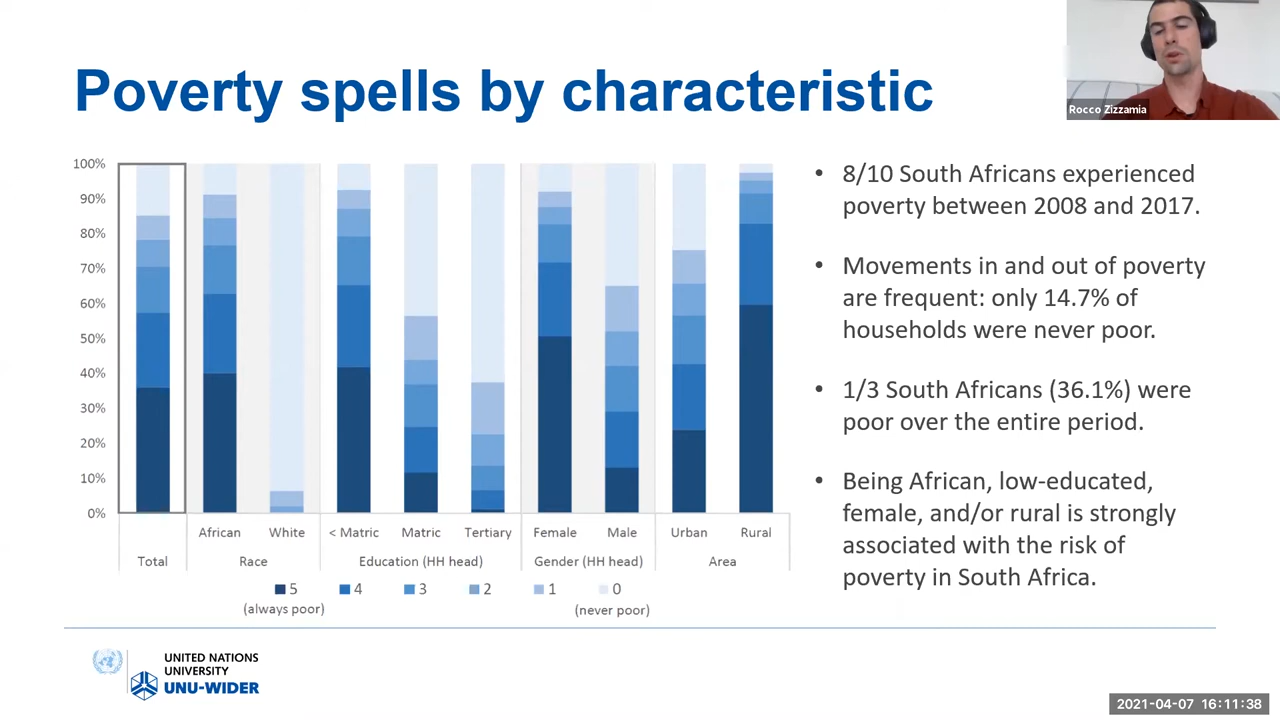 Poverty spells by characteristic
Rocco Zizzamia
100%
90%
80%
70%
60%
50%
40%
30%
20%
10%
0%
African White < Matric Matric Tertiary Female Male Urban Rural
Total Race Education (HH head) Gender (HH head) Area
5 4 3 2 1 0
(always poor) (never poor)
• 8/10 South Africans experienced
poverty between 2008 and 2017.
• Movements in and out of poverty
are frequent: only 14.7% of
households were never poor.
• 1/3 South Africans (36.1%) were
poor over the entire period.
• Being African, low-educated,
female, and/or rural is strongly
associated with the risk of
poverty in South Africa.
UNITED NATIONS
UNIVERSITY
UNU-WIDER
2021-04-07 16:11:38